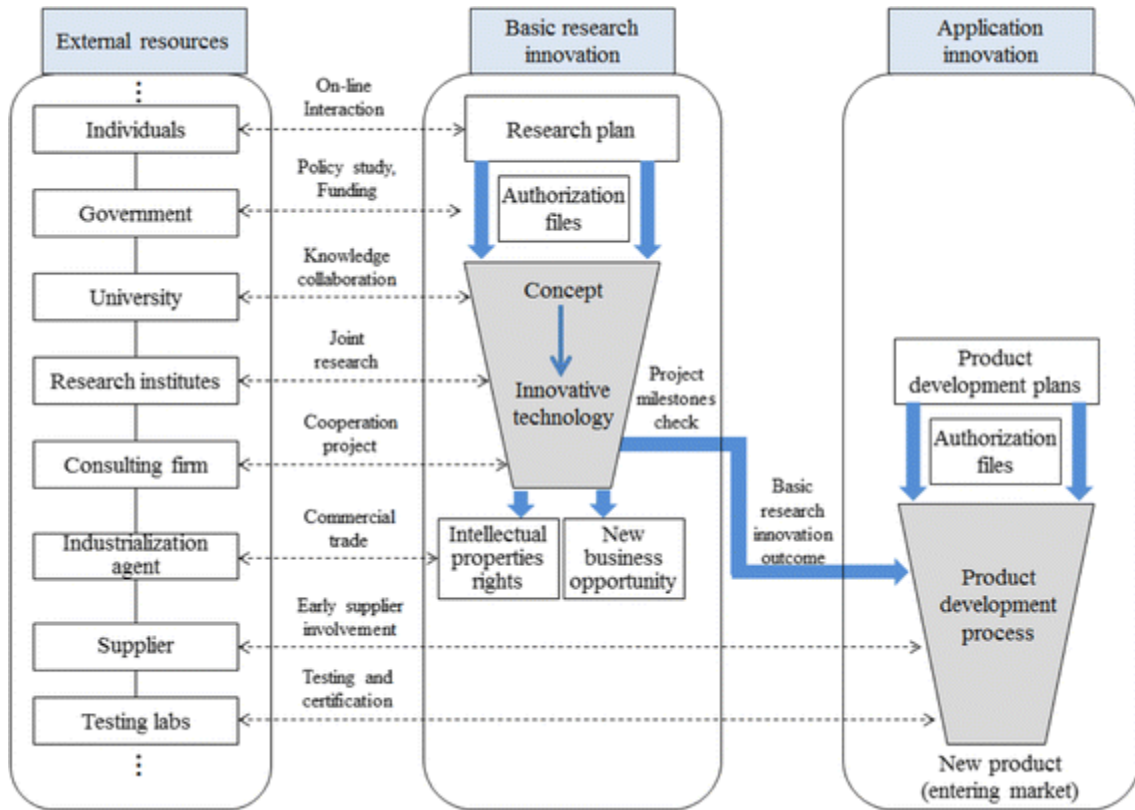 External resources
Basic research
innovation
Application
innovation
⋮
Individuals
Government
University
Research institutes
Consulting firm
Industrialization
agent
Supplier
Testing labs
⋮
On-line
Interaction
Policy study,
Funding
Knowledge
collaboration
Joint
research
Cooperation
project
Commercial
trade
Early supplier
involvement
Testing and
certification
Research plan
Authorization
files
Concept
Innovative
technology
Intellectual
properties
rights
New
business
opportunity
Project
milestones
check
Basic
research
innovation
outcome
Product
development plans
Authorization
files
Product
development
process
New product
(entering market)